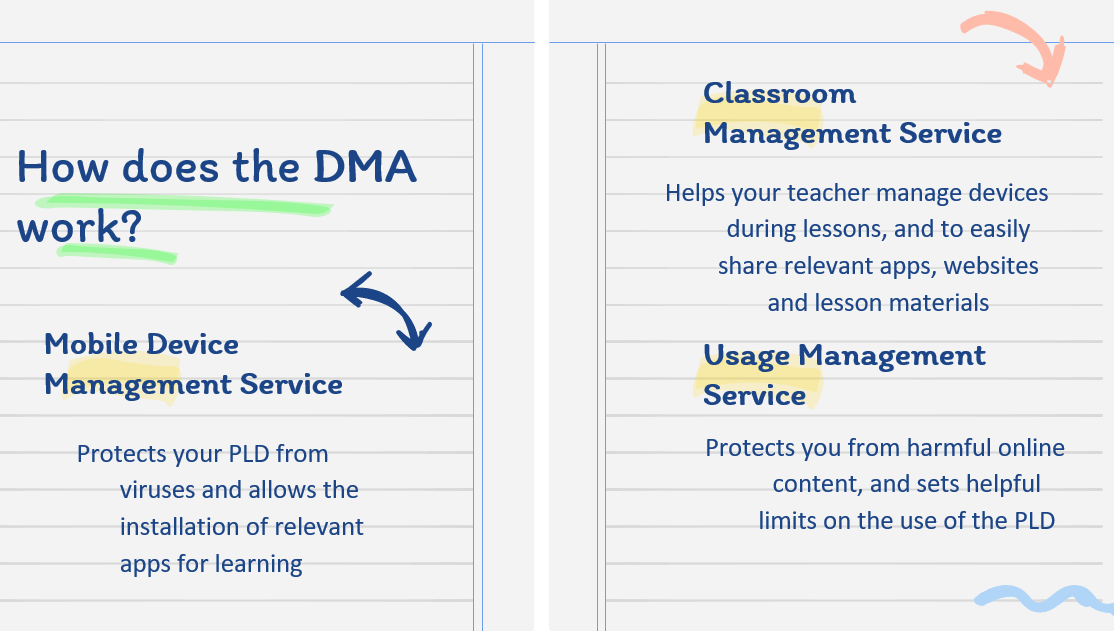 How does the DMA
work?
Mobile Device
Management Service
Protects your PLD from
viruses and allows the
installation of relevant
apps for learning
Classroom
Management Service
Helps your teacher manage devices
during lessons, and to easily
share relevant apps, websites
and lesson materials
Usage Management
Service
Protects you from harmful online
content, and sets helpful
limits on the use of the PLD